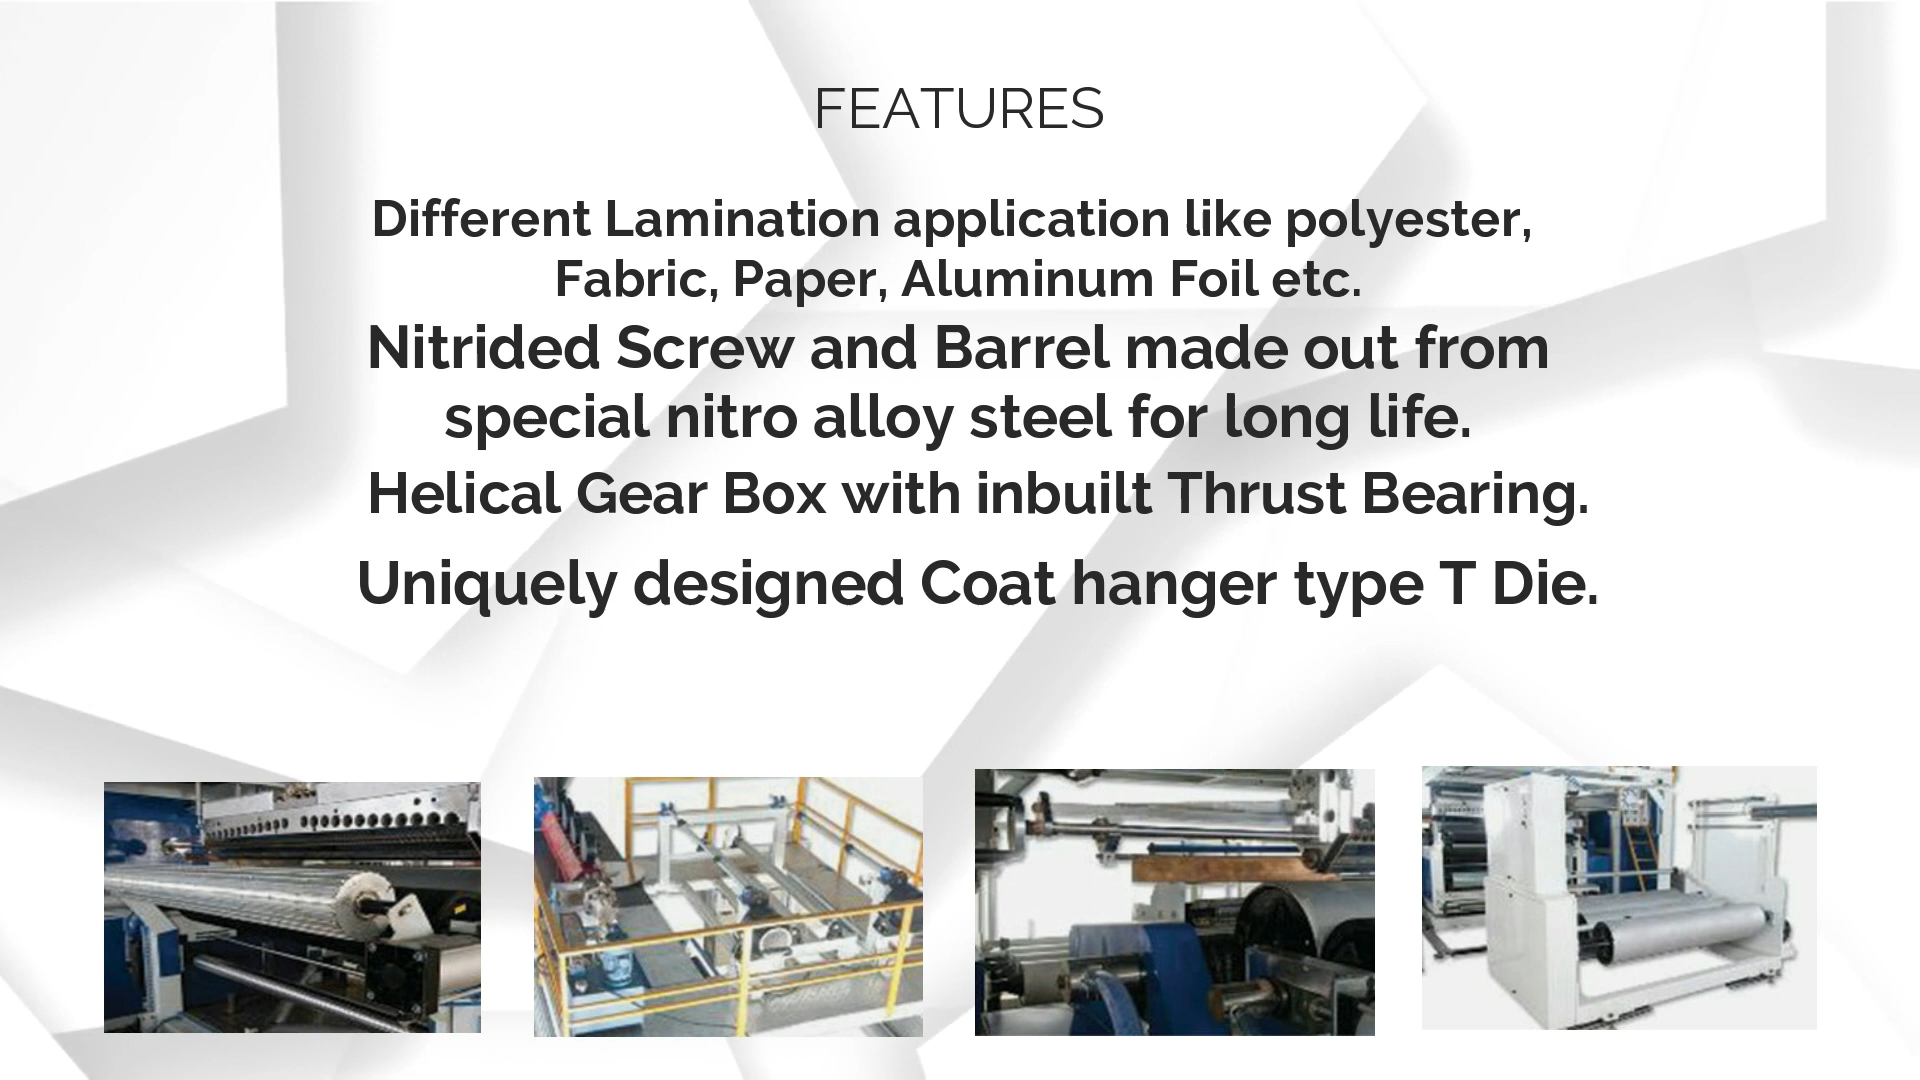 FEATURES
Different Lamination application like polyester,
Fabric, Paper, Aluminum Foil etc.
Nitrided Screw and Barrel made out from
special nitro alloy steel for long life.
Helical Gear Box with inbuilt Thrust Bearing.
Uniquely designed Coat hanger type T Die.